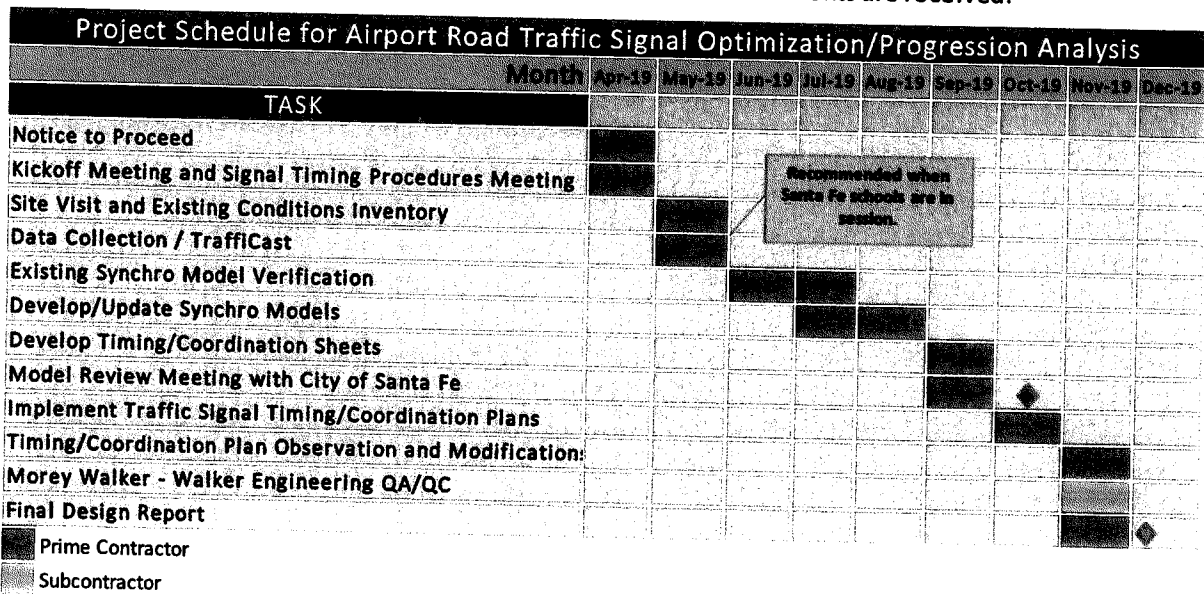 nts are received.
Project Schedule for Airport Road Traffic Signal Optimization/Progression Analysis
Month Apr-19 May-19 Jun-19 Jul-19 Aug-19 Sep-19 Oct-19 Nov-19 Dec-19
TASK
Notice to Proceed
Kickoff Meeting and Signal Timing Procedures Meeting
Recommended when
Santa Fe schools are in
session.
Site Visit and Existing Conditions Inventory
Data Collection / TraffiCast
Existing Synchro Model Verification
Develop/Update Synchro Models
Develop Timing/Coordination Sheets
Model Review Meeting with City of Santa Fe
Implement Traffic Signal Timing/Coordination Plans
Timing/Coordination Plan Observation and Modifications
Morey Walker - Walker Engineering QA/QC
Final Design Report
Prime Contractor
Subcontractor